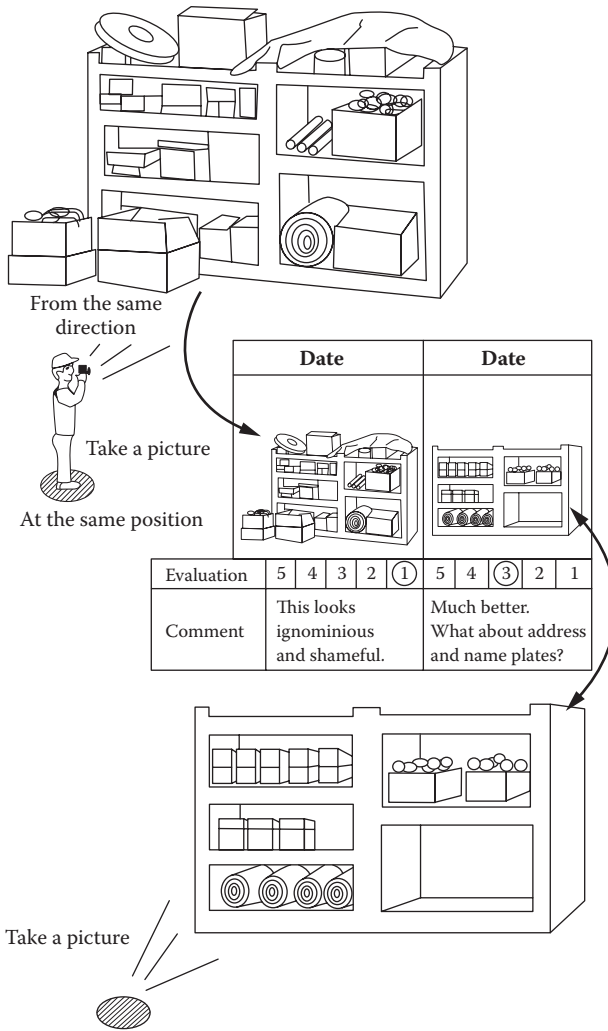 From the same
direction
Take a picture
At the same position
Date Date
Evaluation 5 4 3 2 1 5 4 3 2 1
Comment
This looks
ignominious
and shameful.
Much better.
What about address
and name plates?
Take a picture